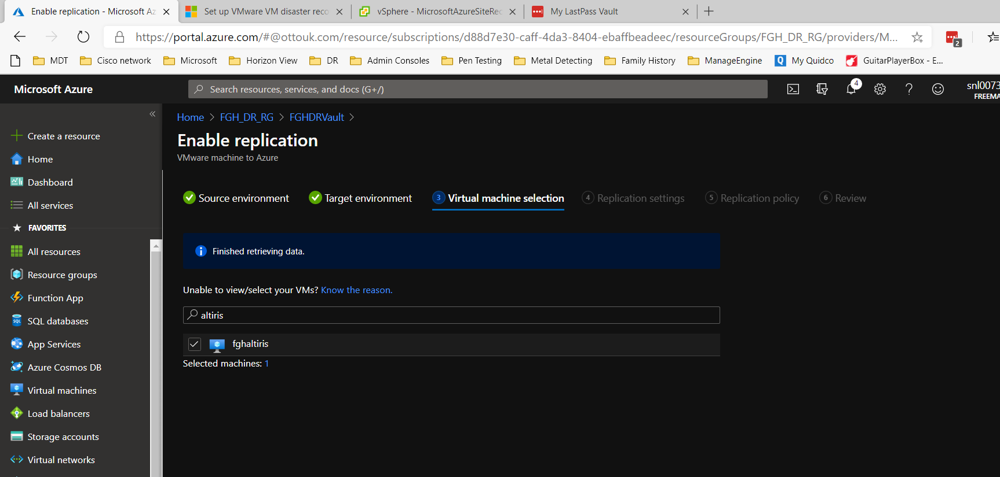 Enable replication - Microsoft Az
Set up VMware VM disaster reco
vSphere - MicrosoftAzureSiteRec
My LastPass Vault
https://portal.azure.com/#@ottouk.com/resource/subscriptions/d88d7e30-caff-4da3-8404-ebaffbeadeec/resourceGroups/FGH_DR_RG/providers/M...
2
MDT
Cisco network
Microsoft
Horizon View
DR
Admin Consoles
Pen Testing
Metal Detecting
Family History
ManageEngine
Q
My Quidco
GuitarPlayerBox - E...
Microsoft Azure
Search resources, services, and docs (G+/)
4
snl0073
FREEMA
Home > FGH_DR_RG > FGHDRVault >
Enable replication
VMware machine to Azure
Create a resource
Home
Dashboard
All services
FAVORITES
All resources
Resource groups
Function App
SQL
SQL databases
App Services
Azure Cosmos DB
Virtual machines
Load balancers
Storage accounts
Virtual networks
Source environment
Target environment
3 Virtual machine selection
4 Replication settings
5 Replication policy
6 Review
Finished retrieving data.
Unable to view/select your VMs? Know the reason.
altiris
fghaltiris
Selected machines: 1